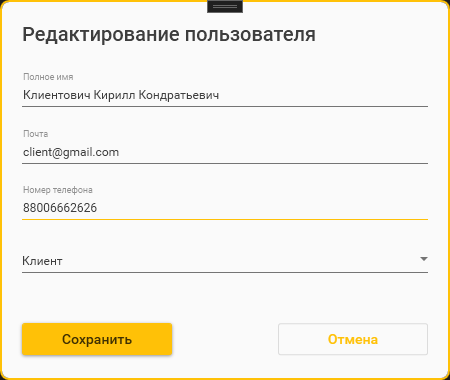 Редактирование пользователя
Полное имя
Клиентович Кирилл Кондратьевич
Почта
client@gmail.com
Номер телефона
88006662626
Клиент
Сохранить
Отмена